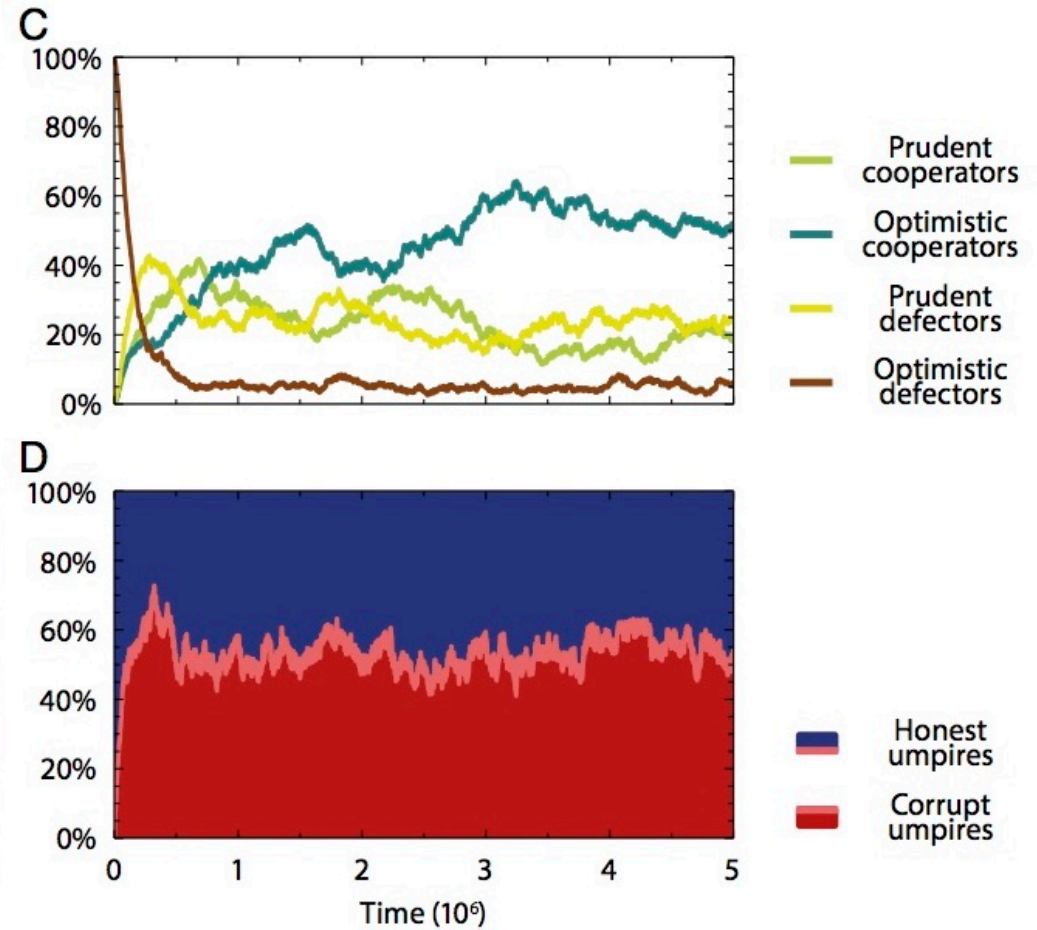 C
100%
80%
60%
40%
20%
0%
Prudent
cooperators
Optimistic
cooperators
Prudent
defectors
Optimistic
defectors
D
100%
80%
60%
40%
20%
0%
0 1 2 3 4 5
Time (10⁶)
Honest
umpires
Corrupt
umpires